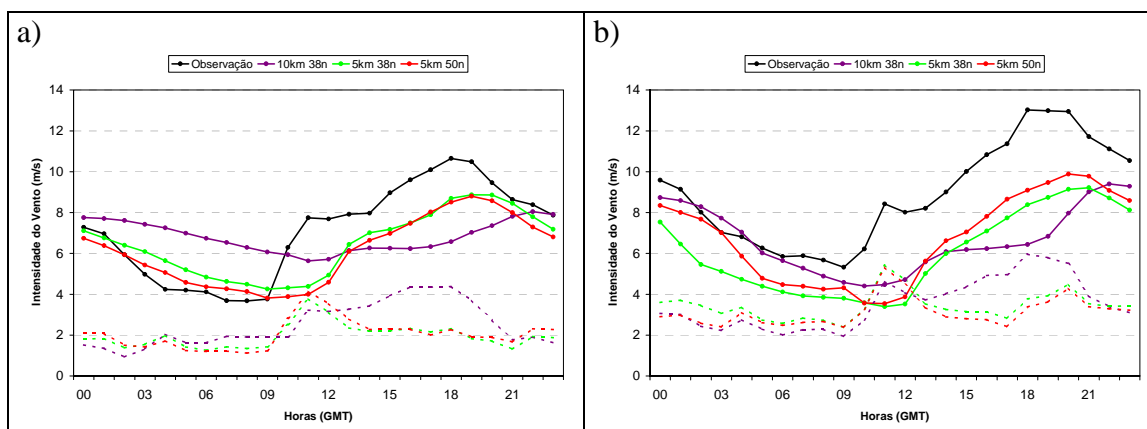 a)
Observação 10km 38n 5km 38n 5km 50n
Intensidade do Vento (m/s)
14
12
10
8
6
4
2
0
00 03 06 09 12 15 18 21
Horas (GMT)
b)
Observação 10km 38n 5km 38n 5km 50n
Intensidade do Vento (m/s)
14
12
10
8
6
4
2
0
00 03 06 09 12 15 18 21
Horas (GMT)